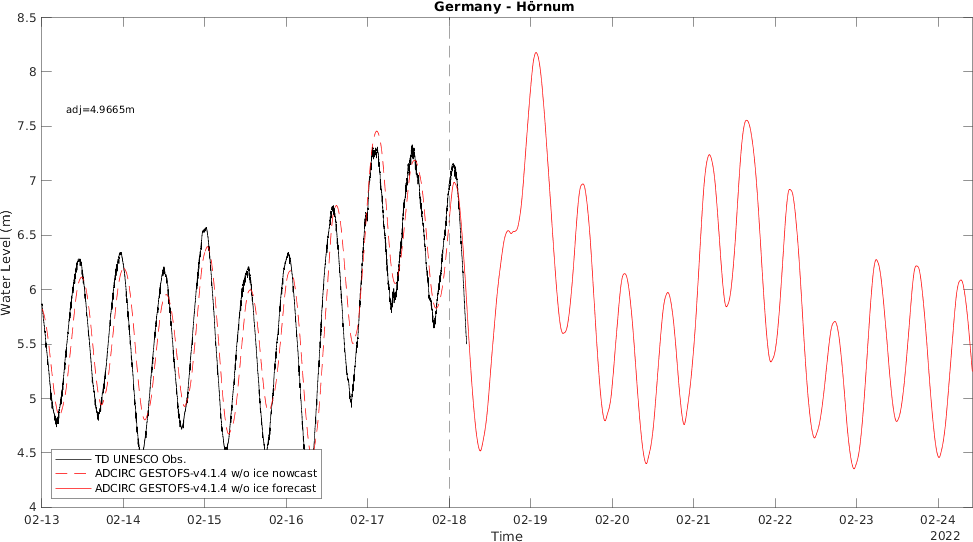 Germany - Hörnum
8.5
8
7.5
7
6.5
6
5.5
5
4.5
4
Water Level (m)
adj=4.9665m
TD UNESCO Obs.
ADCIRC GESTOFS-v4.1.4 w/o ice nowcast
ADCIRC GESTOFS-v4.1.4 w/o ice forecast
02-13 02-14 02-15 02-16 02-17 02-18 02-19 02-20 02-21 02-22 02-23 02-24
Time 2022